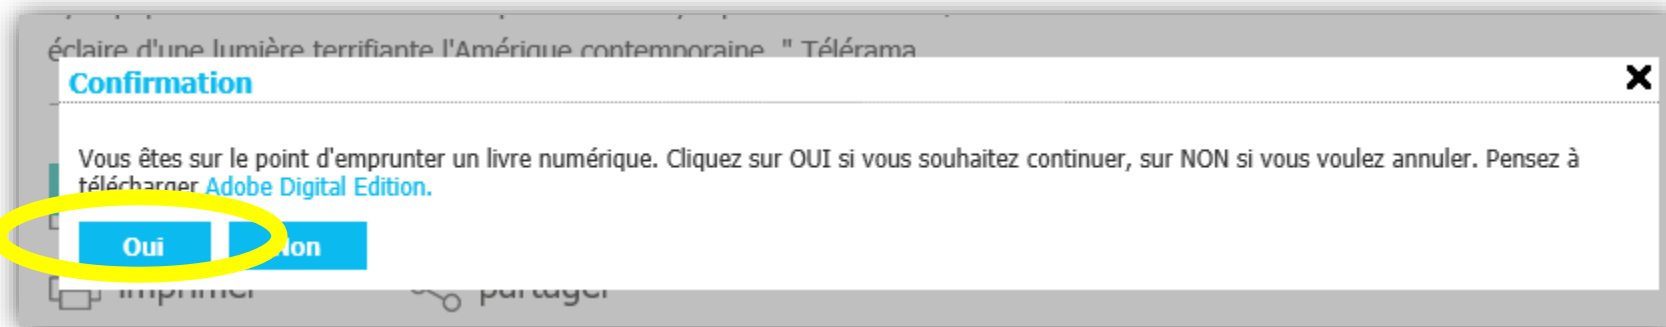 éclaire d'une lumière terrifiante l'Amérique contemporaine. " Télérama
Confirmation
Vous êtes sur le point d'emprunter un livre numérique. Cliquez sur OUI si vous souhaitez continuer, sur NON si vous voulez annuler. Pensez à
télécharger Adobe Digital Edition.
Oui Non
imprimer partager